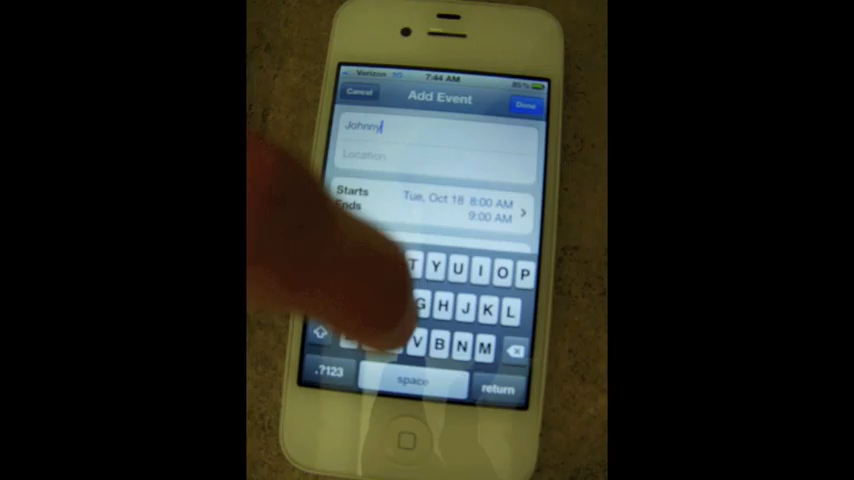 Verizon 3G 7:44 AM 85%
Cancel Add Event Done
Johnny
Location
Starts Tue, Oct 18 8:00 AM
Ends 9:00 AM
T Y U I O P
G H J K L
V B N M
.?123 space return